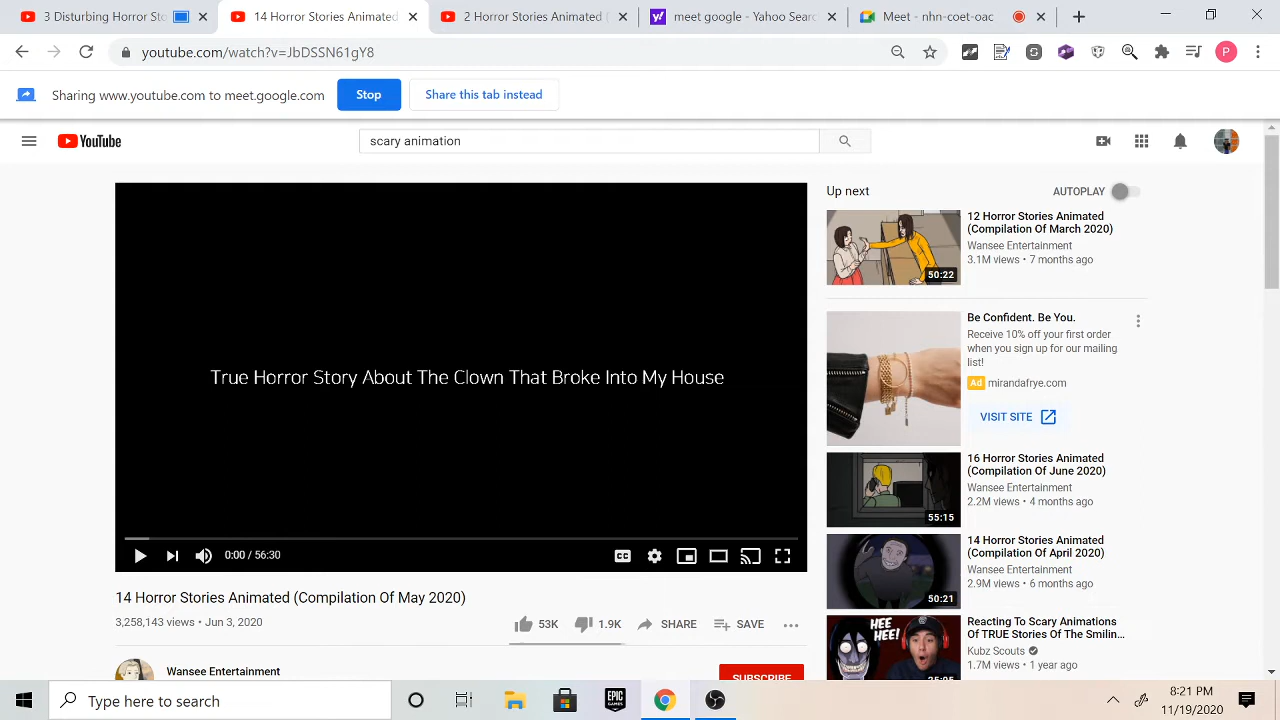 3 Disturbing Horror Stories
14 Horror Stories Animated
2 Horror Stories Animated
meet.google - Yahoo Search
Meet - nhn-coet-oac
youtube.com/watch?v=JbDSSN61gY8
P
Sharing www.youtube.com to meet.google.com
Stop
Share this tab instead
YouTube
scary animation
True Horror Story About The Clown That Broke Into My House
0:00 / 56:30
CC
14 Horror Stories Animated (Compilation Of May 2020)
3,258,143 views • Jun 3, 2020
53K
1.9K
SHARE
SAVE
Wansee Entertainment
SUBSCRIBE
Up next
AUTOPLAY
50:22
12 Horror Stories Animated
(Compilation Of March 2020)
Wansee Entertainment
3.1M views • 7 months ago
Be Confident. Be You.
Receive 10% off your first order
when you sign up for our mailing
list!
Ad mirandafrye.com
VISIT SITE
55:15
16 Horror Stories Animated
(Compilation Of June 2020)
Wansee Entertainment
2.2M views • 4 months ago
50:21
14 Horror Stories Animated
(Compilation Of April 2020)
Wansee Entertainment
2.9M views • 6 months ago
HEE
HEE!
Reacting To Scary Animations
Of TRUE Stories Of The Smilin...
Kubz Scouts
1.7M views • 1 year ago
Type here to search
EPIC
GAMES
8:21 PM
11/19/2020